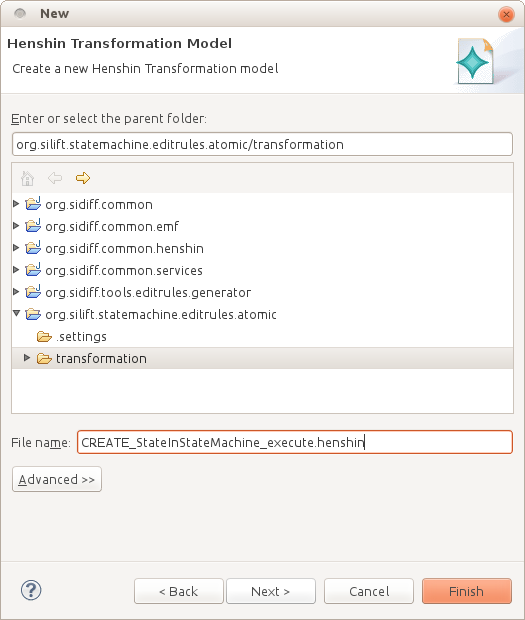 New
Henshin Transformation Model
Create a new Henshin Transformation model
Enter or select the parent folder:
org.silift.statemachine.editrules.atomic/transformation
org.sidiff.common
org.sidiff.common.emf
org.sidiff.common.henshin
org.sidiff.common.services
org.sidiff.tools.editrules.generator
org.silift.statemachine.editrules.atomic
.settings
transformation
File name: CREATE_StateInStateMachine_execute.henshin
Advanced >>
? < Back Next > Cancel Finish